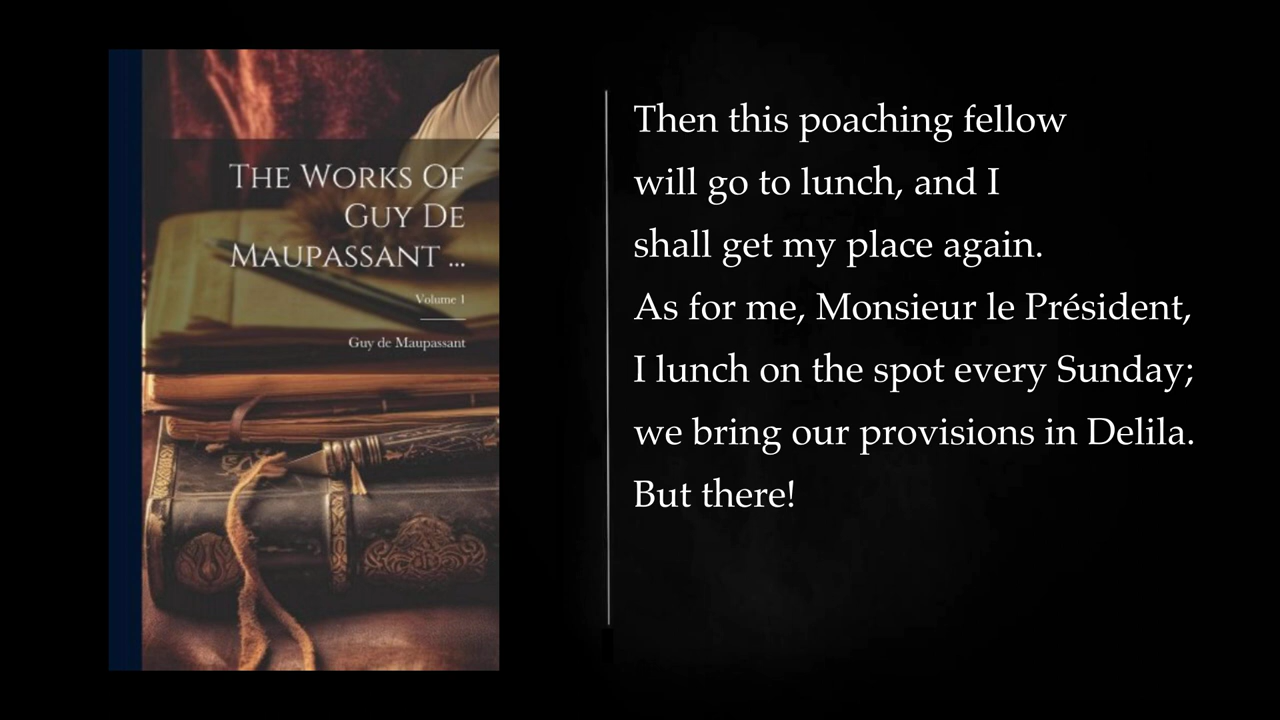 The Works Of
Guy De
Maupassant ...
Volume 1
Guy de Maupassant
Then this poaching fellow
will go to lunch, and I
shall get my place again.
As for me, Monsieur le Président,
I lunch on the spot every Sunday;
we bring our provisions in Delila.
But there!